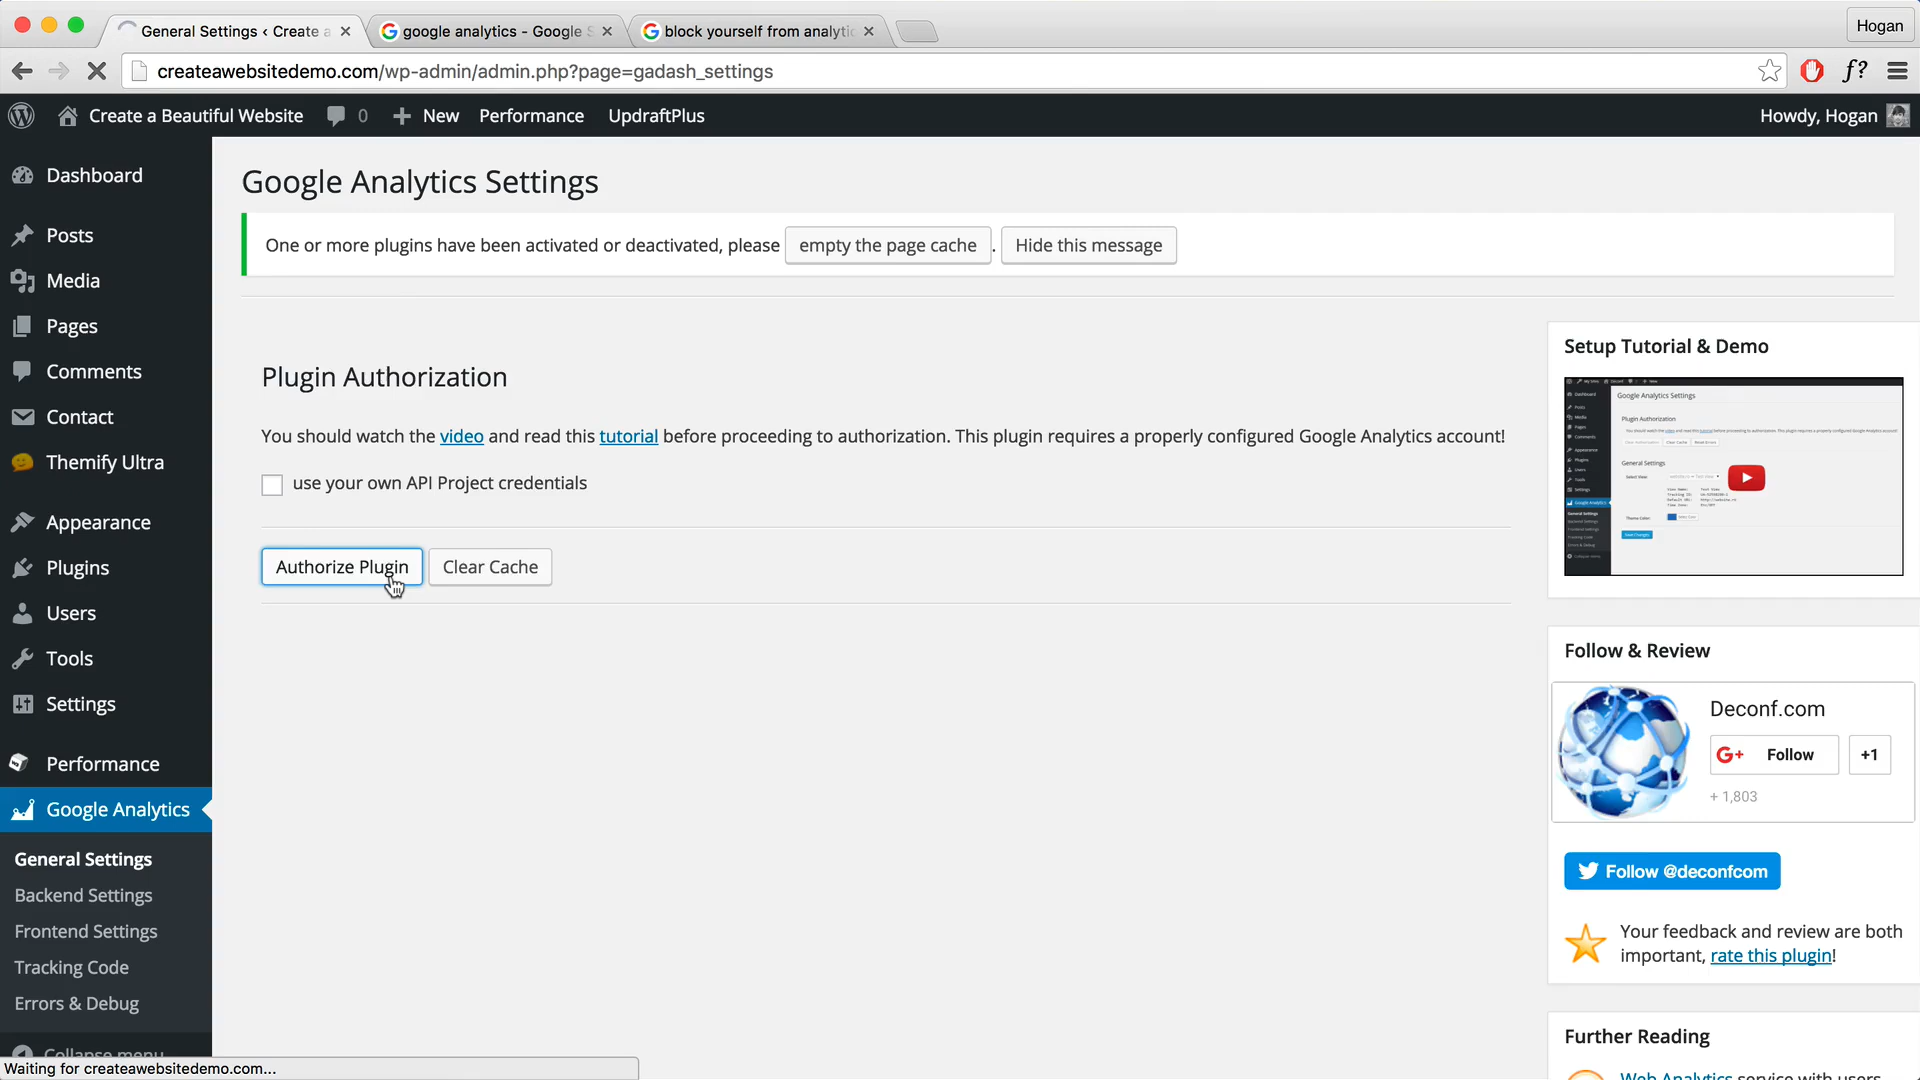 General Settings ‹ Create a
google analytics - Google S
block yourself from analytic
Hogan
createawebsitedemo.com/wp-admin/admin.php?page=gadash_settings
f?
Create a Beautiful Website
0
New
Performance
UpdraftPlus
Howdy, Hogan
Dashboard
Posts
Media
Pages
Comments
Contact
Themify Ultra
Appearance
Plugins
Users
Tools
Settings
Performance
Google Analytics
General Settings
Backend Settings
Frontend Settings
Tracking Code
Errors & Debug
Collapse menu
Waiting for createawebsitedemo.com...
Google Analytics Settings
One or more plugins have been activated or deactivated, please empty the page cache . Hide this message
Plugin Authorization
You should watch the video and read this tutorial before proceeding to authorization. This plugin requires a properly configured Google Analytics account!
use your own API Project credentials
Authorize Plugin
Clear Cache
Setup Tutorial & Demo
Google Analytics Settings
Plugin Authorization
General Settings
Follow & Review
Deconf.com
G+ Follow
+1
+ 1,803
Follow @deconfcom
Your feedback and review are both
important, rate this plugin!
Further Reading
Web Analytics service with users